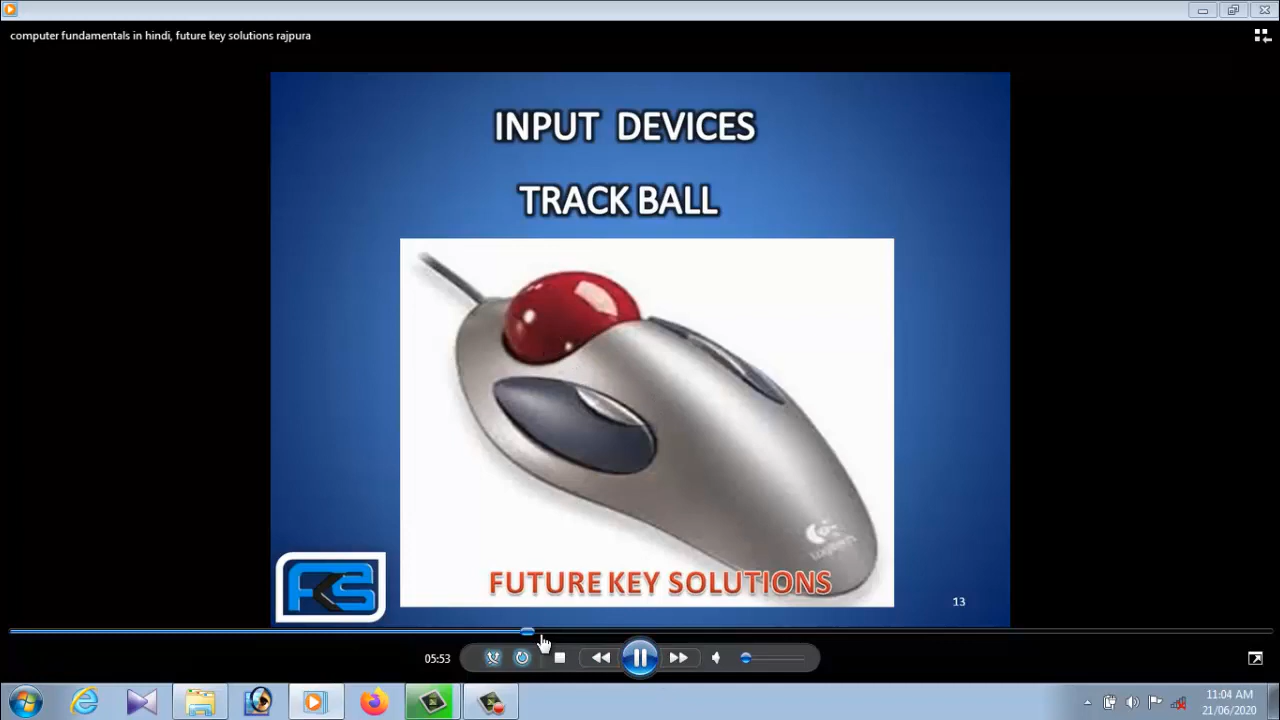 computer fundamentals in hindi, future key solutions rajpura
INPUT DEVICES
TRACK BALL
Logitech
FUTURE KEY SOLUTIONS
FKS
13
05:53
11:04 AM
21/06/2020